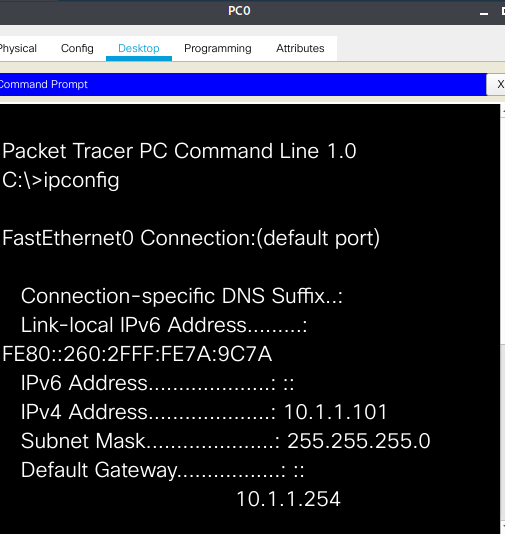 PC0
Physical Config Desktop Programming Attributes
Command Prompt
X
Packet Tracer PC Command Line 1.0
C:\>ipconfig
FastEthernet0 Connection:(default port)
Connection-specific DNS Suffix..:
Link-local IPv6 Address.........:
FE80::260:2FFF:FE7A:9C7A
IPv6 Address....................: ::
IPv4 Address....................: 10.1.1.101
Subnet Mask.....................: 255.255.255.0
Default Gateway.................: ::
10.1.1.254